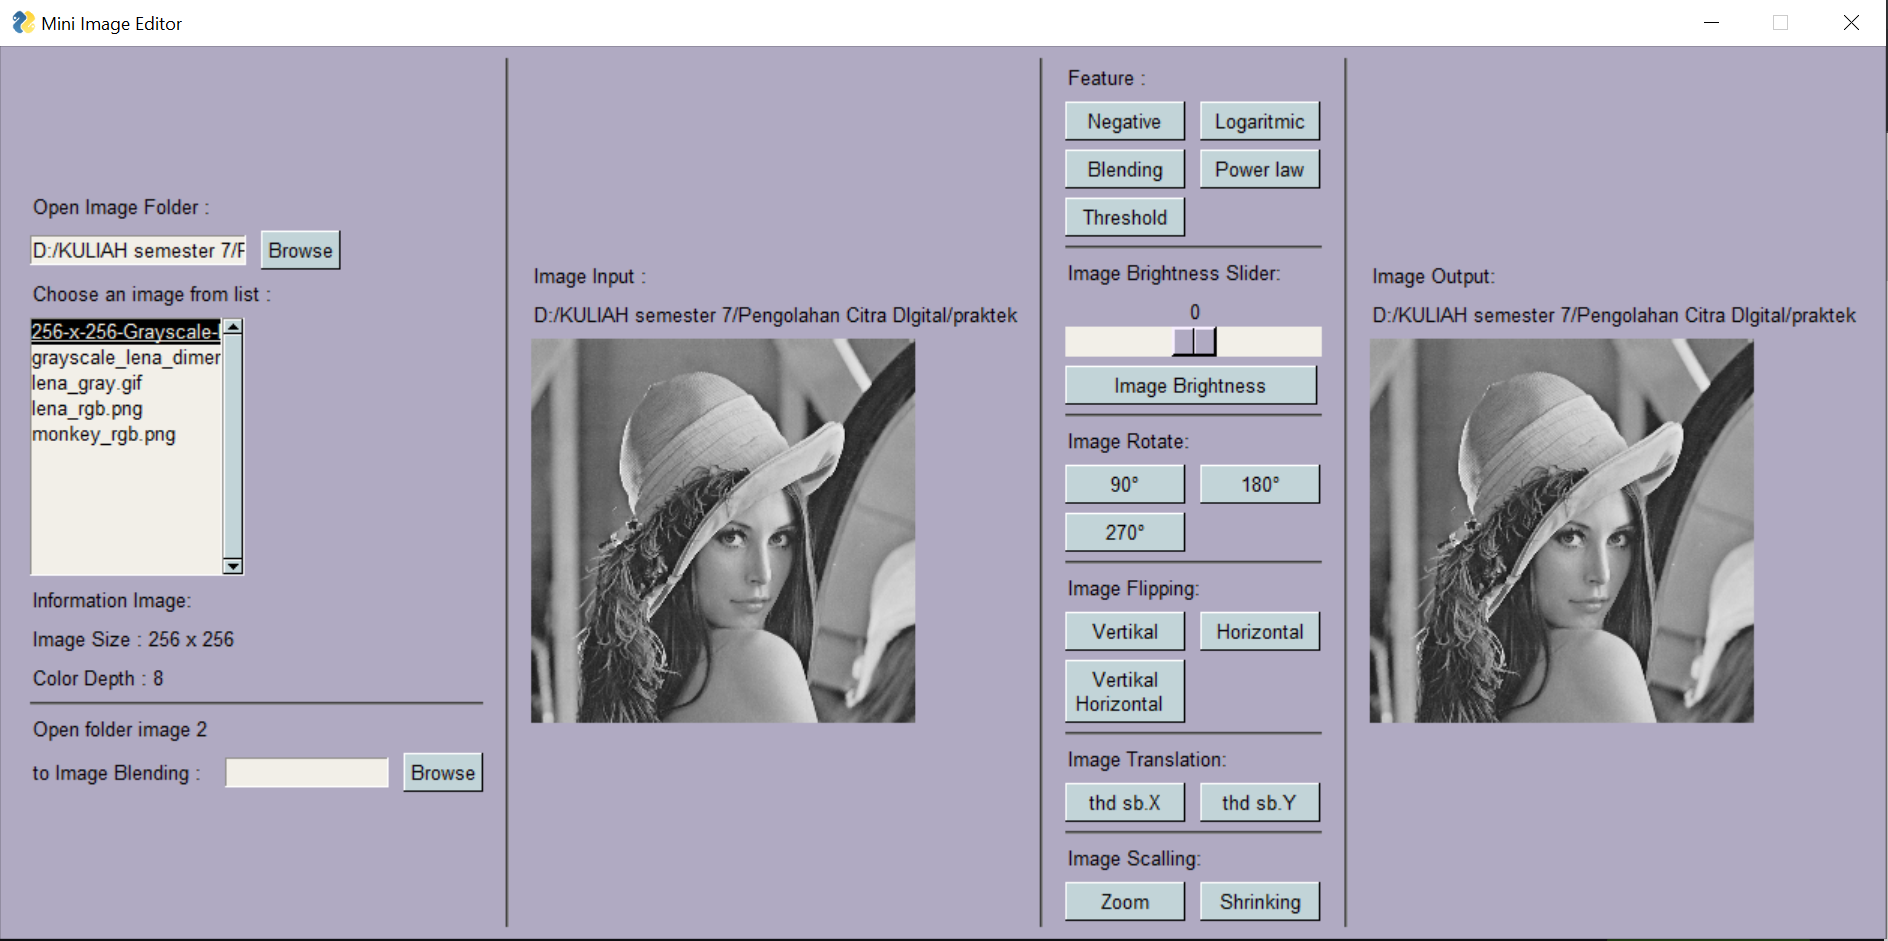 Mini Image Editor
Open Image Folder :
D:/KULIAH semester 7/
Browse
Choose an image from list :
256-x-256-Grayscale-
grayscale_lena_dimer
lena_gray.gif
lena_rgb.png
monkey_rgb.png
Information Image:
Image Size : 256 x 256
Color Depth : 8
Open folder image 2
to Image Blending :
Browse
Image Input :
D:/KULIAH semester 7/Pengolahan Citra DIgital/praktek
Feature :
Negative
Logaritmic
Blending
Power law
Threshold
Image Brightness Slider:
0
Image Brightness
Image Rotate:
90°
180°
270°
Image Flipping:
Vertikal
Horizontal
Vertikal
Horizontal
Image Translation:
thd sb.X
thd sb.Y
Image Scalling:
Zoom
Shrinking
Image Output:
D:/KULIAH semester 7/Pengolahan Citra DIgital/praktek